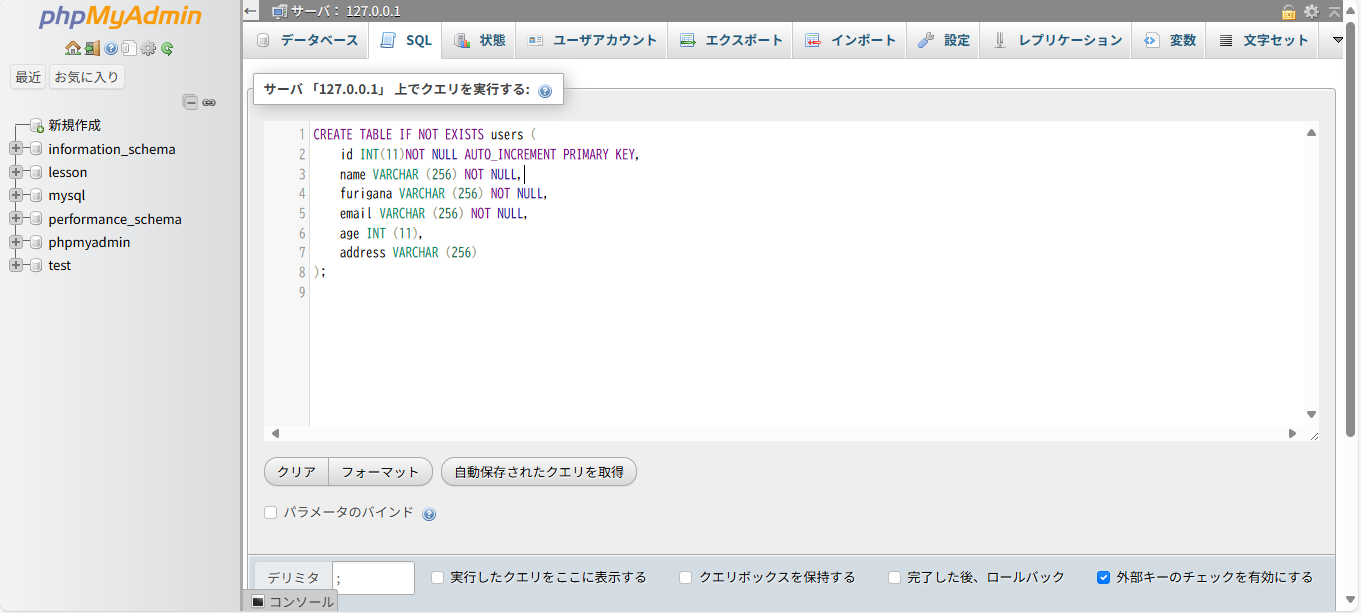 phpMyAdmin
最近 お気に入り
新規作成
information_schema
lesson
mysql
performance_schema
phpmyadmin
test
サーバ： 127.0.0.1
データベース SQL 状態 ユーザアカウント エクスポート インポート 設定 レプリケーション 変数 文字セット
サーバ 「127.0.0.1」 上でクエリを実行する:
1 CREATE TABLE IF NOT EXISTS users (
2 id INT(11)NOT NULL AUTO_INCREMENT PRIMARY KEY,
3 name VARCHAR (256) NOT NULL,
4 furigana VARCHAR (256) NOT NULL,
5 email VARCHAR (256) NOT NULL,
6 age INT (11),
7 address VARCHAR (256)
8 );
9
クリア フォーマット 自動保存されたクエリを取得
パラメータのバインド
デリミタ ; 実行したクエリをここに表示する クエリボックスを保持する 完了した後、ロールバック 外部キーのチェックを有効にする
コンソール